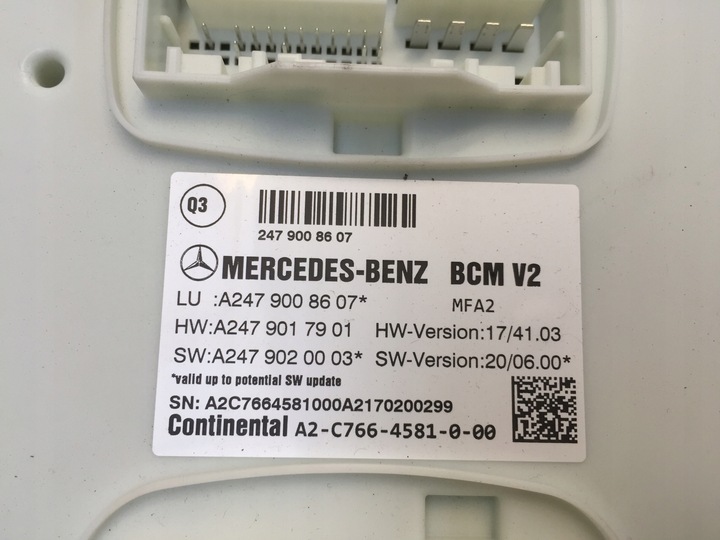 Q3
247 900 86 07
MERCEDES-BENZ BCM V2
LU :A247 900 86 07* MFA2
HW:A247 901 79 01 HW-Version:17/41.03
SW:A247 902 00 03* SW-Version:20/06.00*
*valid up to potential SW update
SN: A2C7664581000A2170200299
Continental A2-C766-4581-0-00